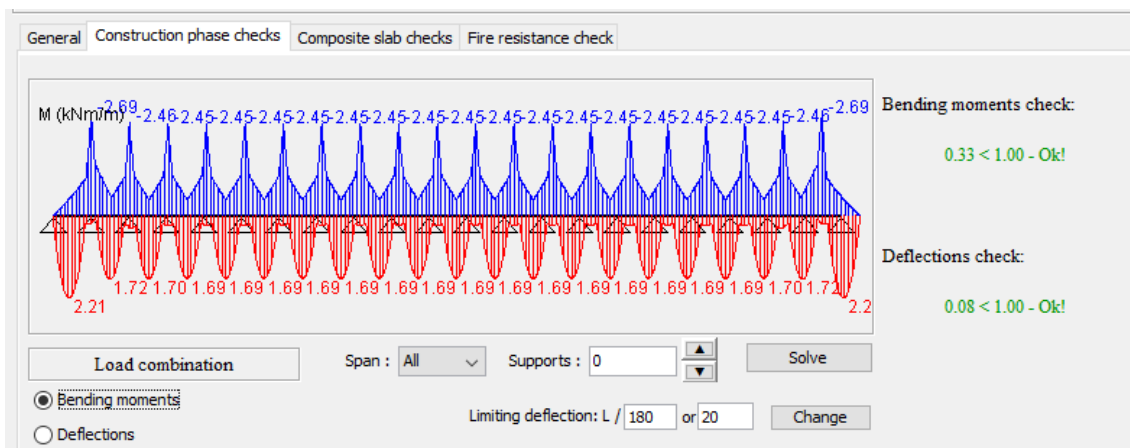 General Construction phase checks Composite slab checks Fire resistance check
M (kNm/m) -2.69 -2.46 -2.45 -2.45 -2.45 -2.45 -2.45 -2.45 -2.45 -2.45 -2.45 -2.45 -2.45 -2.45 -2.45 -2.45 -2.45 -2.45 -2.46 -2.69
2.21 1.72 1.70 1.69 1.69 1.69 1.69 1.69 1.69 1.69 1.69 1.69 1.69 1.69 1.69 1.69 1.69 1.69 1.70 1.72 2.2
Bending moments check:
0.33 < 1.00 - Ok!
Deflections check:
0.08 < 1.00 - Ok!
Load combination Span : All Supports : 0 Solve
Bending moments
Deflections
Limiting deflection: L / 180 or 20 Change